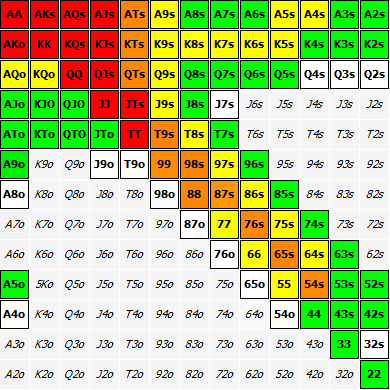 AA AKs AQs AJs ATs A9s A8s A7s A6s A5s A4s A3s A2s
AKo KK KQs KJs KTs K9s K8s K7s K6s K5s K4s K3s K2s
AQo KQo QQ QJs QTs Q9s Q8s Q7s Q6s Q5s Q4s Q3s Q2s
AJo KJO QJO JJ JTs J9s J8s J7s J6s J5s J4s J3s J2s
ATo KTo QTO JTo TT T9s T8s T7s T6s T5s T4s T3s T2s
A9o K9o Q9o J9o T9o 99 98s 97s 96s 95s 94s 93s 92s
A8o K8o Q8o J8o T8o 98o 88 87s 86s 85s 84s 83s 82s
A7o K7o Q7o J7o T7o 97o 87o 77 76s 75s 74s 73s 72s
A6o K6o Q6o J6o T6o 96o 86o 76o 66 65s 64s 63s 62s
A5o 5Ko Q5o J5o T5o 95o 85o 75o 65o 55 54s 53s 52s
A4o K4o Q4o J4o T4o 94o 84o 74o 64o 54o 44 43s 42s
A3o K3o Q3o J3o T3o 93o 83o 73o 63o 53o 43o 33 32s
A2o K2o Q2o J2o T2o 92o 82o 72o 62o 52o 42o 32o 22